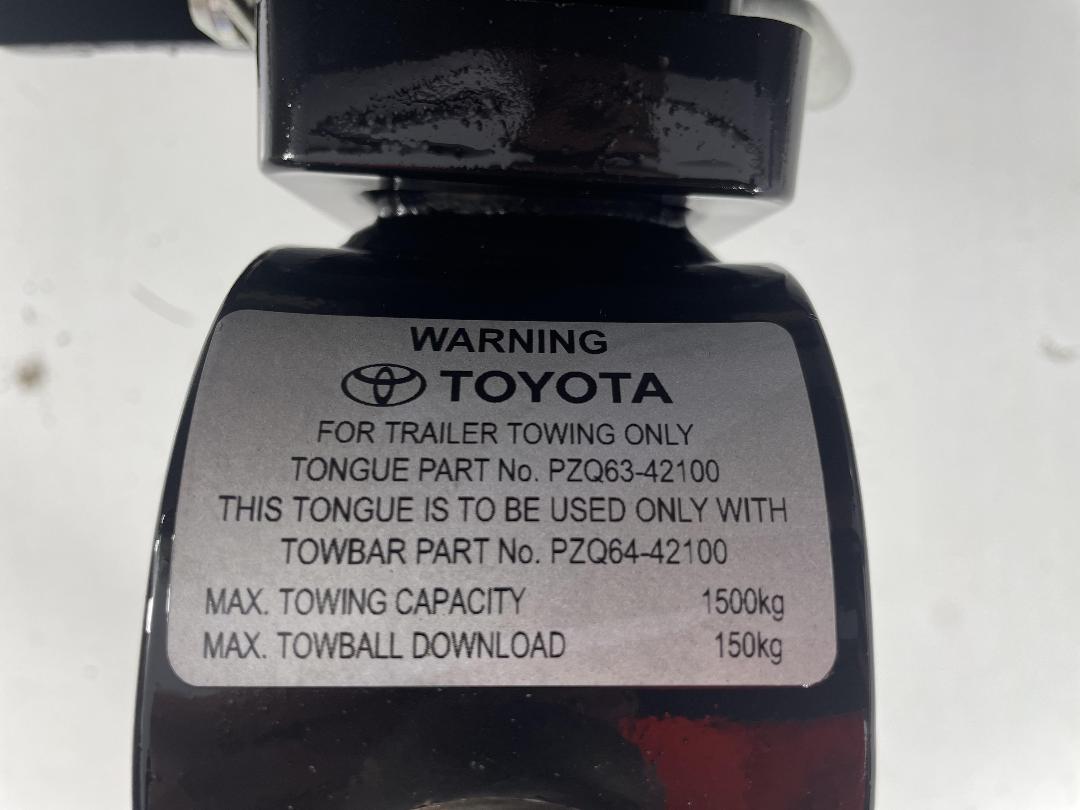 WARNING
TOYOTA
FOR TRAILER TOWING ONLY
TONGUE PART No. PZQ63-42100
THIS TONGUE IS TO BE USED ONLY WITH
TOWBAR PART No. PZQ64-42100
MAX. TOWING CAPACITY 1500kg
MAX. TOWBALL DOWNLOAD 150kg